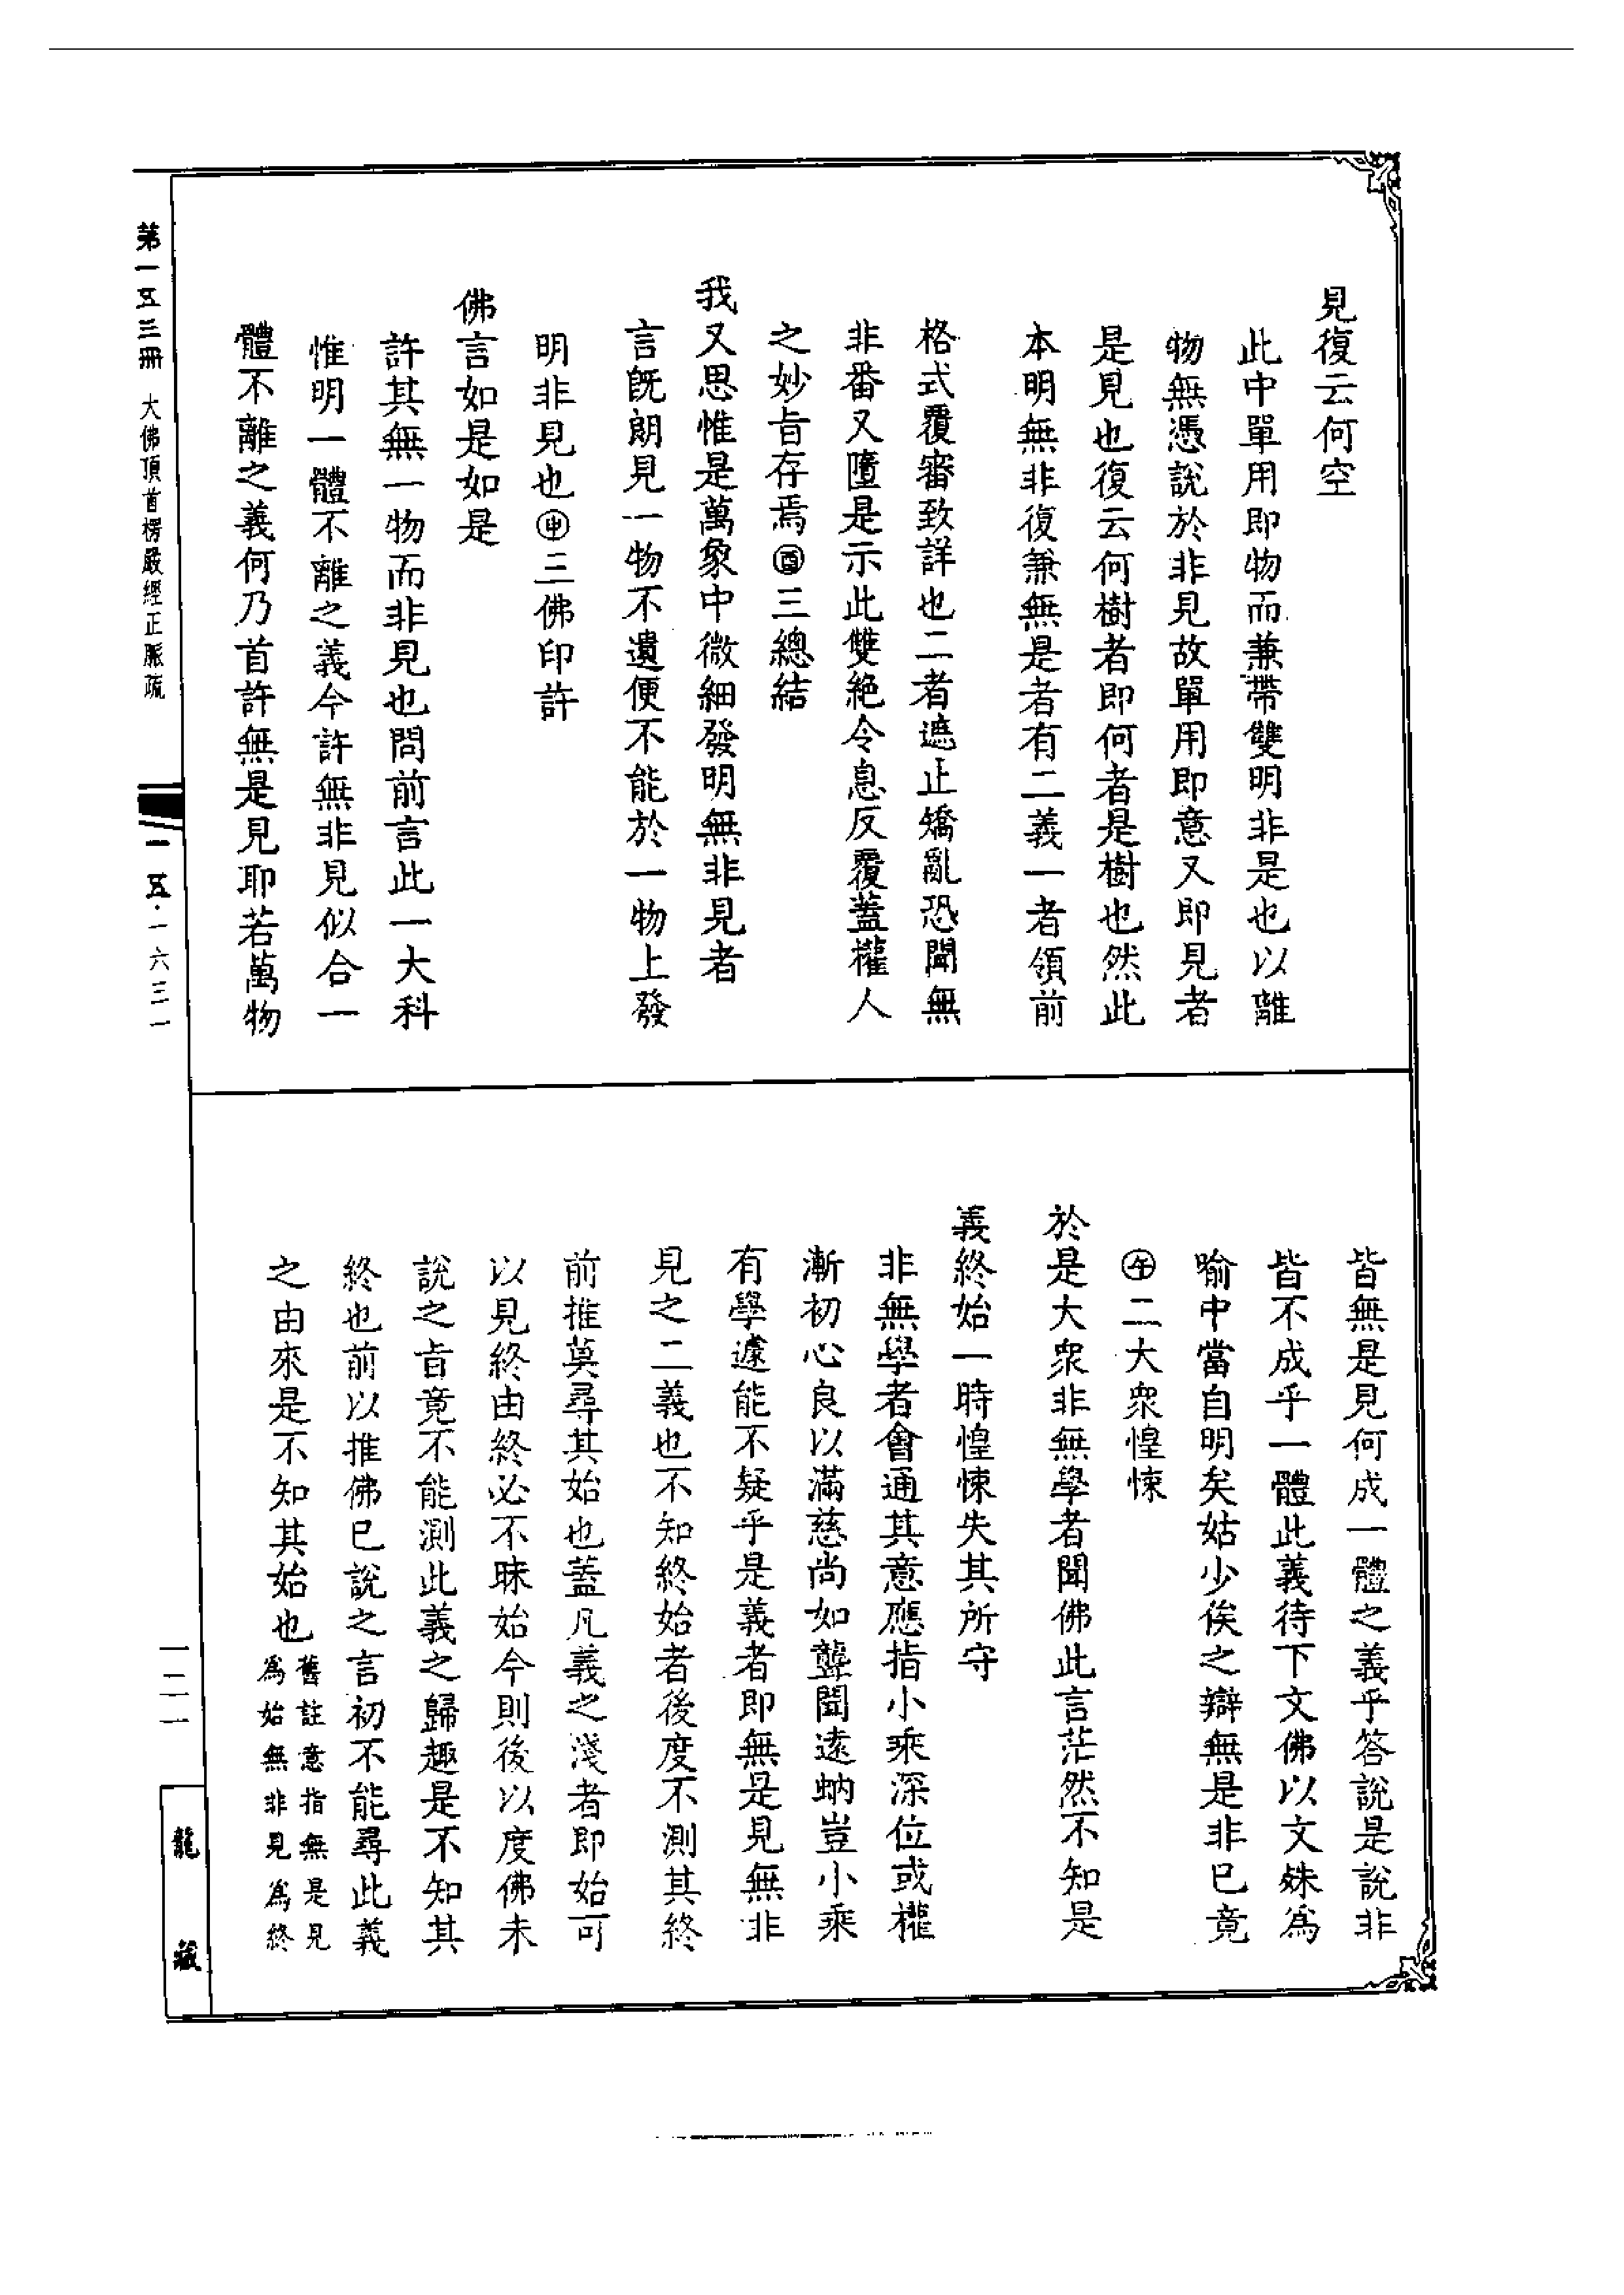 見復云何空
此中單用即物而兼帶雙明非是也以離
物無憑說於非見故單用即意又即見者
是見也復云何樹者即何者是樹也然此
本明無非復兼無是者有二義一者領前
格式覆審致詳也二者遮止矯亂恐聞無
非番又墮是示此雙絶令息反覆蓋權人
之妙旨存焉㊒三總結
我又思惟是萬象中微細發明無非見者
言旣朗見一物不遺便不能於一物上發
明非見也㊥三佛印許
佛言如是如是
許其無一物而非見也問前言此一大科
惟明一體不離之義今許無非見似合一
體不離之義何乃首許無是見耶若萬物
皆無是見何成一體之義乎答說是說非
皆不成乎一體此義待下文佛以文殊爲
喻中當自明矣姑少俟之辯無是非已竟
㊍二大衆惶悚
於是大衆非無學者聞佛此言茫然不知是
義終始一時惶悚失其所守
非無學者會通其意應指小乘深位或權
漸初心良以滿慈尚如聾聞遠蚋豈小乘
有學遽能不疑乎是義者即無是見無非
見之二義也不知終始者後度不測其終
前推莫尋其始也蓋凡義之淺者即始可
以見終由終必不昧始今則後以度佛未
說之旨竟不能測此義之歸趣是不知其
終也前以推佛已說之言初不能尋此義
之由來是不知其始也舊註意指無是見
爲始無非見爲終
第一五三冊 大佛頂首楞嚴經正脈疏
一五·一六三一
一二一
龍藏